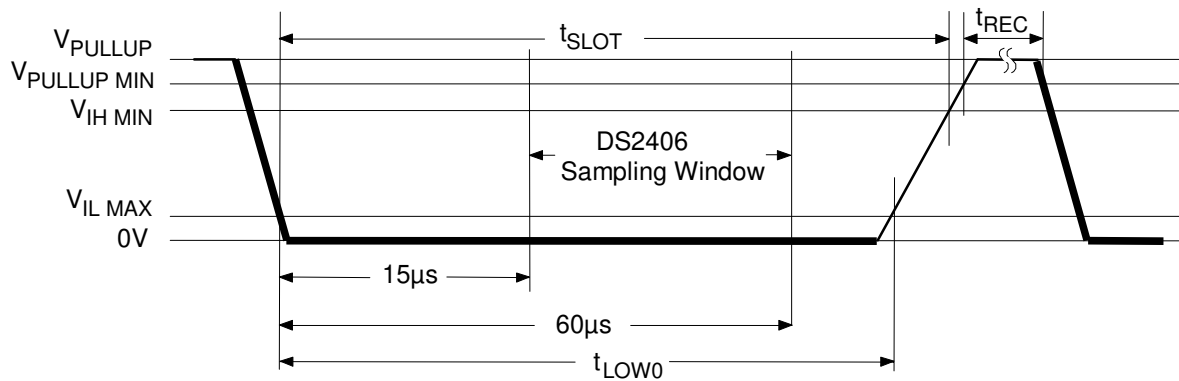 tSLOT
tREC
VPULLUP
VPULLUP MIN
VIH MIN
DS2406
Sampling Window
VIL MAX
0V
15µs
60µs
tLOW0